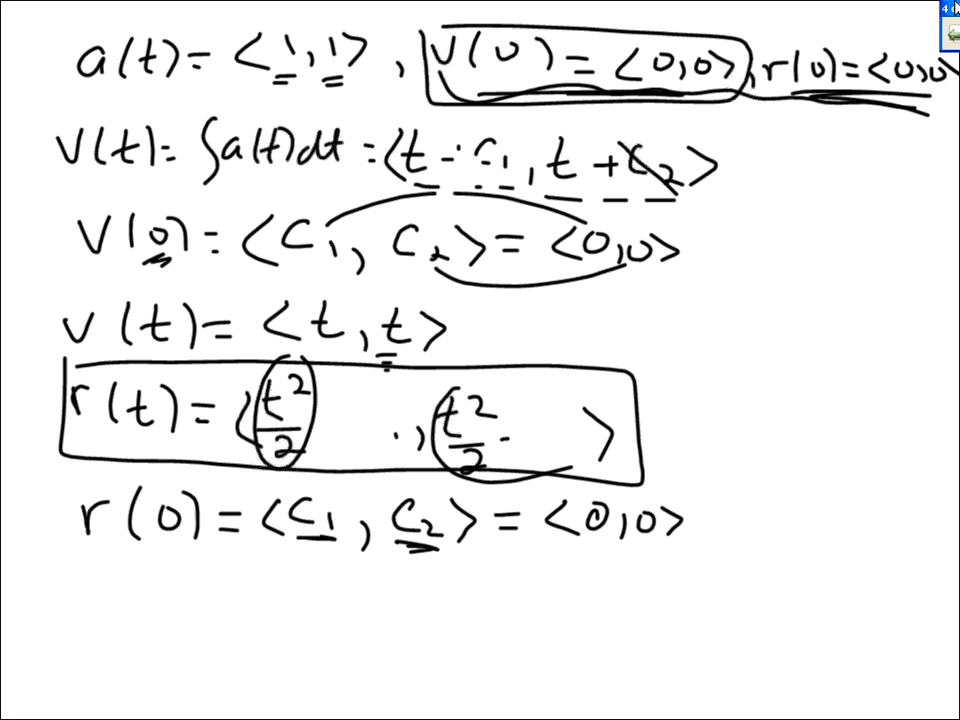 a(t) = <1,1>, v(0) = <0,0>, r(0) = <0,0>
v(t) = ∫a(t)dt = <t + c₁, t + c₂>
v(0) = <c₁, c₂> = <0,0>
v(t) = <t, t>
r(t) = <t²/2, t²/2>
r(0) = <c₁, c₂> = <0,0>